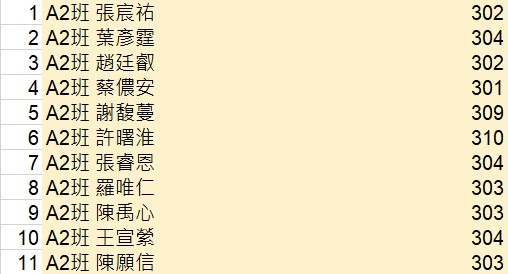 1 A2班 張宸祐 302
2 A2班 葉彥霆 304
3 A2班 趙廷叡 302
4 A2班 蔡儂安 301
5 A2班 謝馥蔓 309
6 A2班 許曙淮 310
7 A2班 張睿恩 304
8 A2班 羅唯仁 303
9 A2班 陳禹心 303
10 A2班 王宣縈 304
11 A2班 陳願信 303